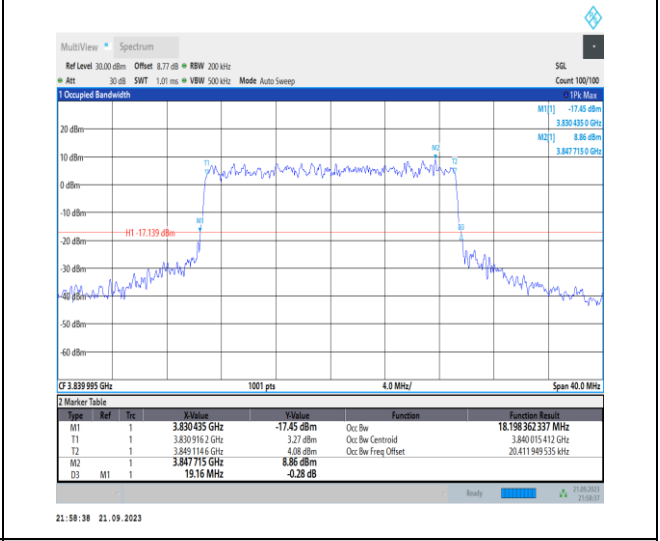 MultiView Spectrum
Ref Level 30.00 dBm Offset 8.77 dB RBW 200 kHz SGL
Att 30 dB SWT 1.01 ms VBW 500 kHz Mode Auto Sweep Count 100/100
1 Occupied Bandwidth 1Pk Max
M1[1] -17.45 dBm
3.830 435 0 GHz
M2[1] 8.86 dBm
3.847 715 0 GHz
20 dBm
M2
T1
T2
10 dBm
0 dBm
-10 dBm
M1
D3
H1 -17.139 dBm
-20 dBm
-30 dBm
-40 dBm
-50 dBm
-60 dBm
CF 3.839 995 GHz 1001 pts 4.0 MHz/ Span 40.0 MHz
2 Marker Table
Type Ref Trc X-Value Y-Value Function Function Result
M1 1 3.830435 GHz -17.45 dBm Occ Bw 18.198 362 337 MHz
T1 1 3.830 916 2 GHz 3.27 dBm Occ Bw Centroid 3.840 015 412 GHz
T2 1 3.849 114 6 GHz 4.08 dBm Occ Bw Freq Offset 20.411 949 535 kHz
M2 1 3.847 715 GHz 8.86 dBm
D3 M1 1 19.16 MHz -0.28 dB
Ready 21.09.2023
21:58:37
21:58:38 21.09.2023